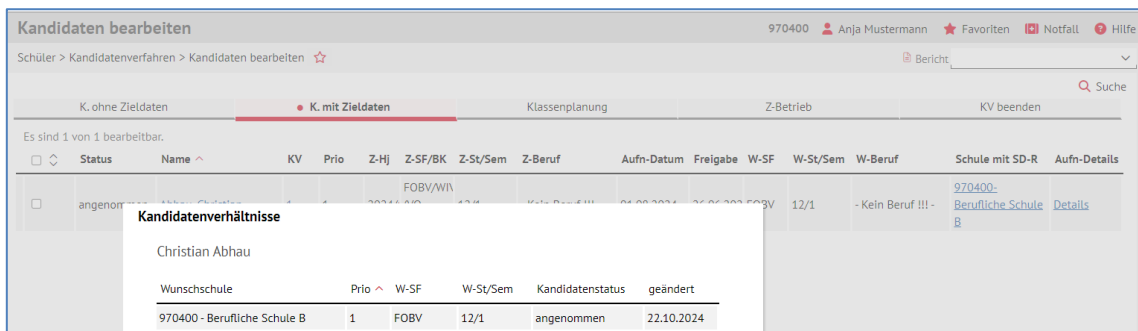 Kandidaten bearbeiten 970400 Anja Mustermann Favoriten Notfall Hilfe
Schüler > Kandidatenverfahren > Kandidaten bearbeiten Bericht
Suche
K. ohne Zieldaten K. mit Zieldaten Klassenplanung Z-Betrieb KV beenden
Es sind 1 von 1 bearbeitbar.
Status Name KV Prio Z-Hj Z-SF/BK Z-St/Sem Z-Beruf Aufn-Datum Freigabe W-SF W-St/Sem W-Beruf Schule mit SD-R Aufn-Details
FOBV/WIV 970400-
angenommen FOBV 12/1 - Kein Beruf !!! - Berufliche Schule Details
B
Kandidatenverhältnisse
Christian Abhau
Wunschschule Prio W-SF W-St/Sem Kandidatenstatus geändert
970400 - Berufliche Schule B 1 FOBV 12/1 angenommen 22.10.2024